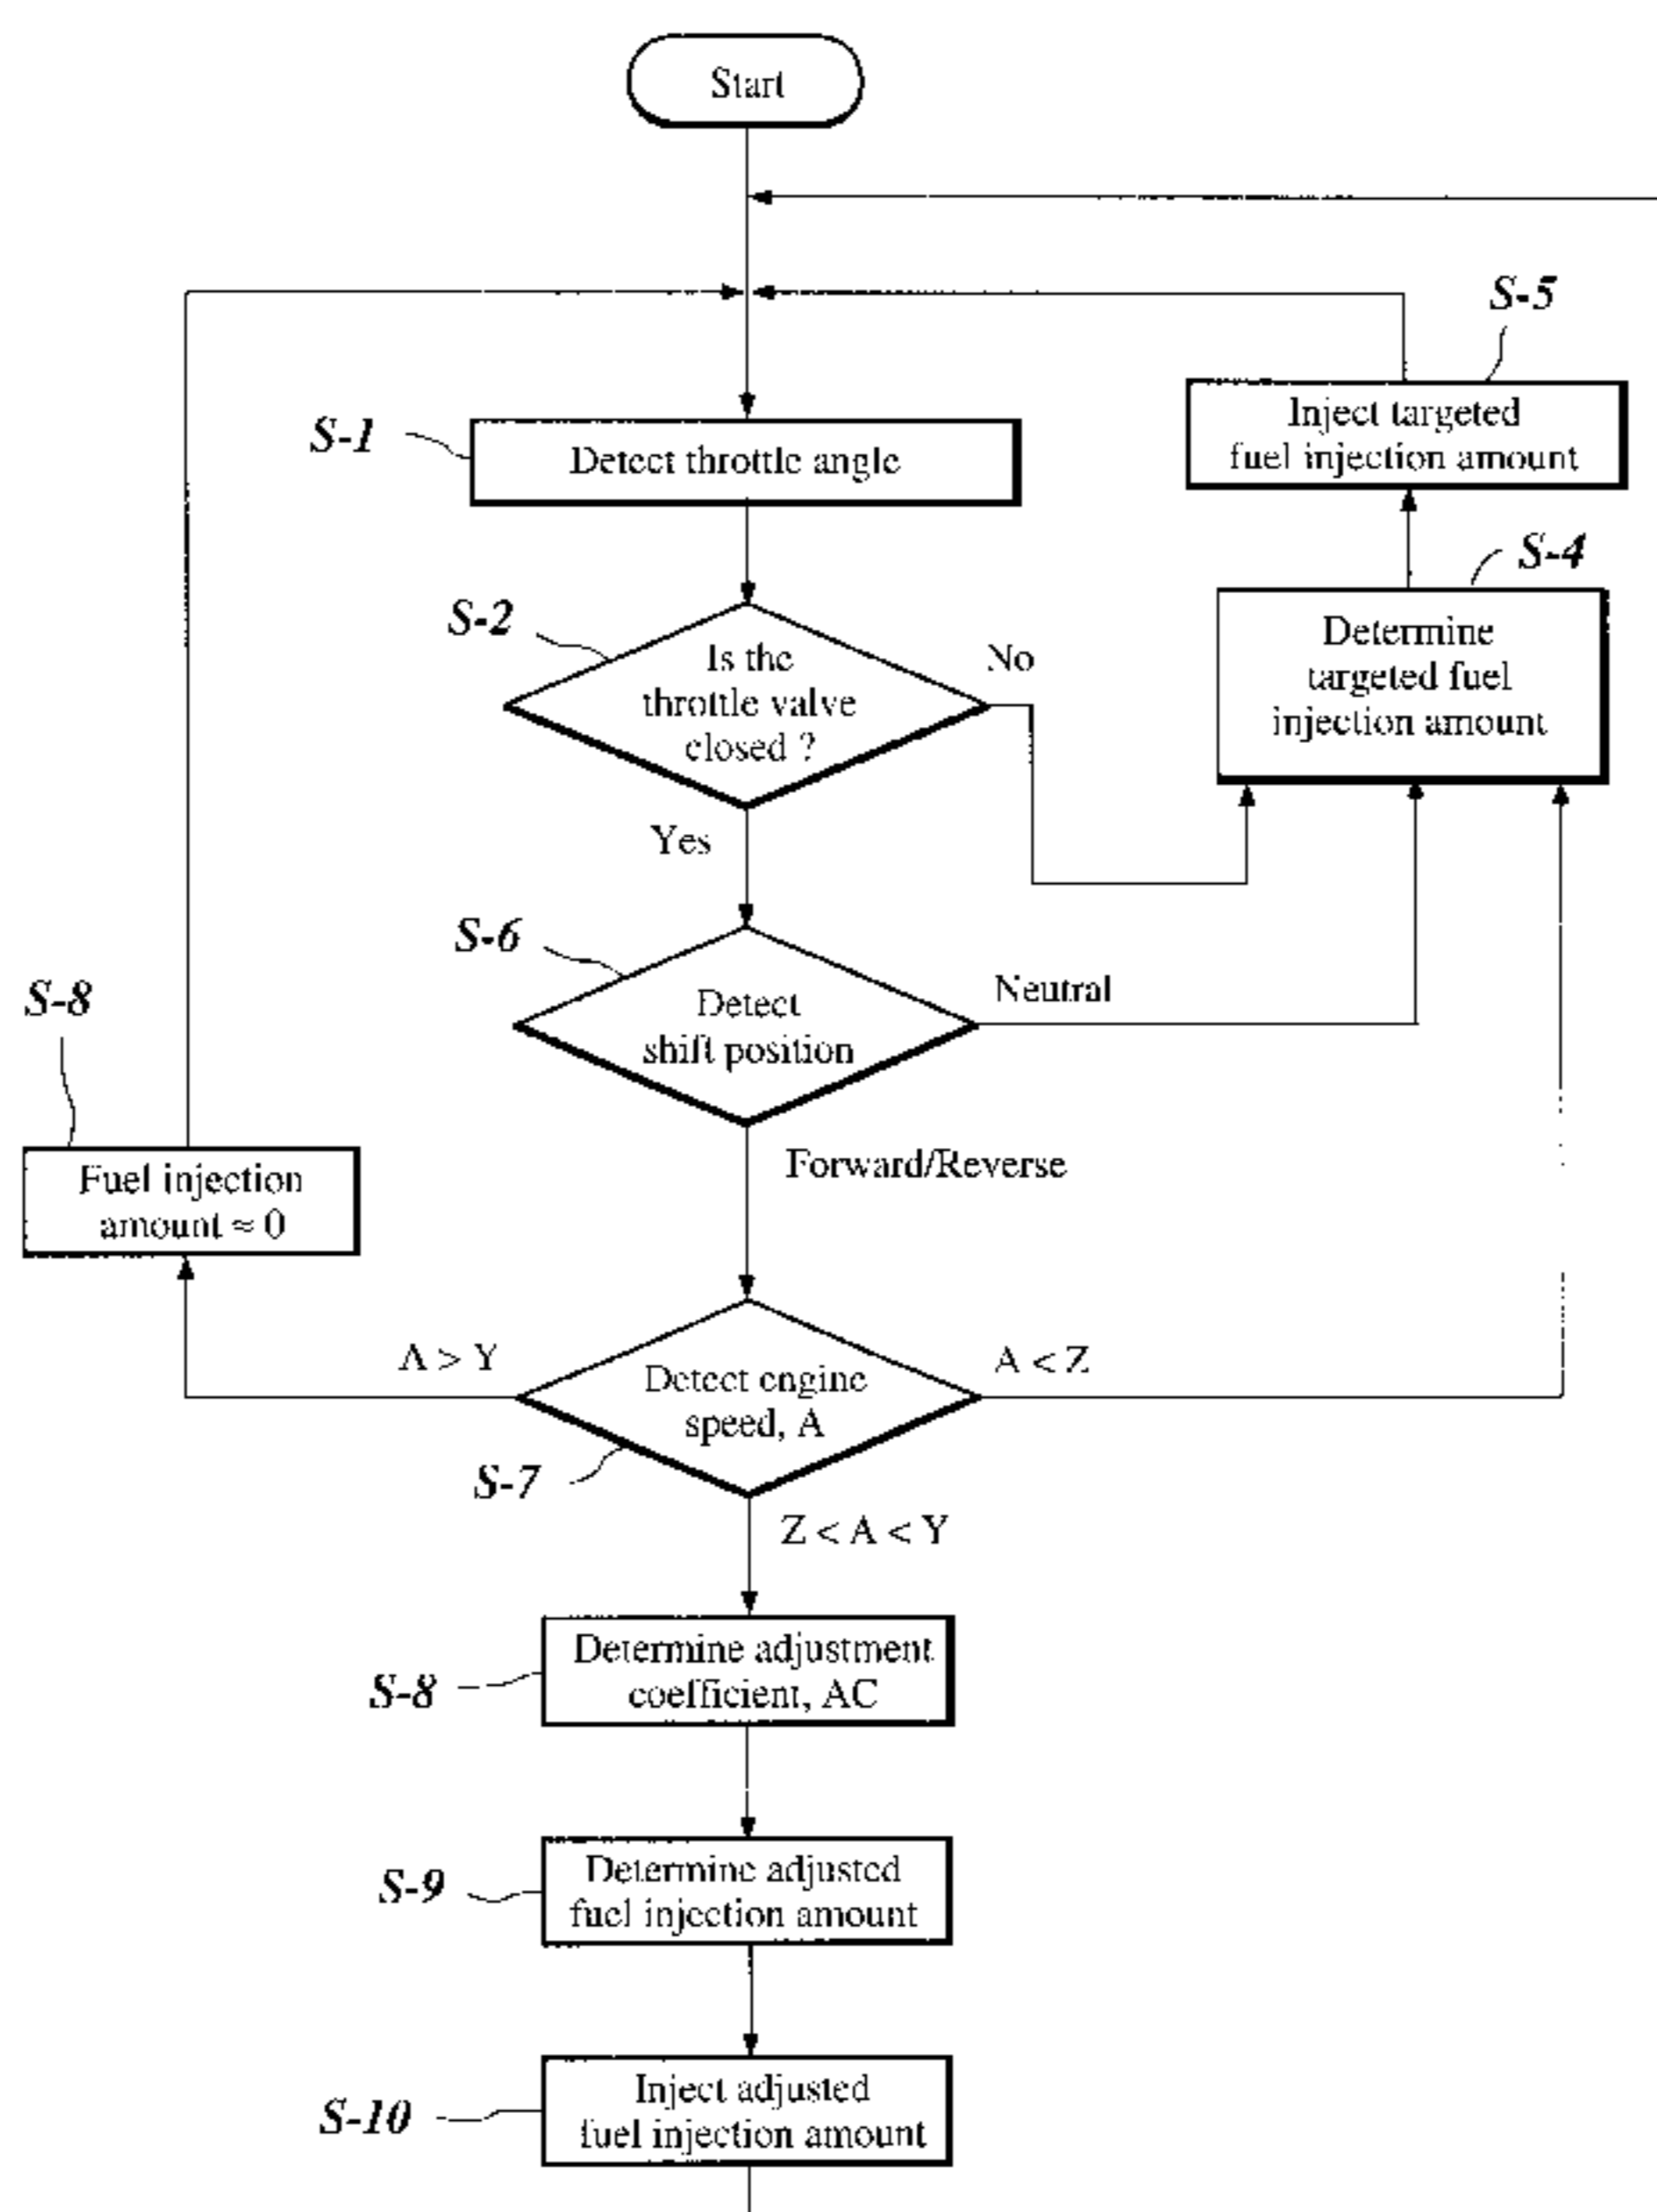 Start
S-5
Inject targeted
fuel injection amount
S-1
Detect throttle angle
S-4
Determine
targeted fuel
injection amount
S-2
Is the
throttle valve
closed ?
No
Yes
S-6
Detect
shift position
Neutral
S-8
Fuel injection
amount ≈ 0
Forward/Reverse
A > Y
Detect engine
speed, A
A < Z
S-7
Z < A < Y
S-8
Determine adjustment
coefficient, AC
S-9
Determine adjusted
fuel injection amount
S-10
Inject adjusted
fuel injection amount